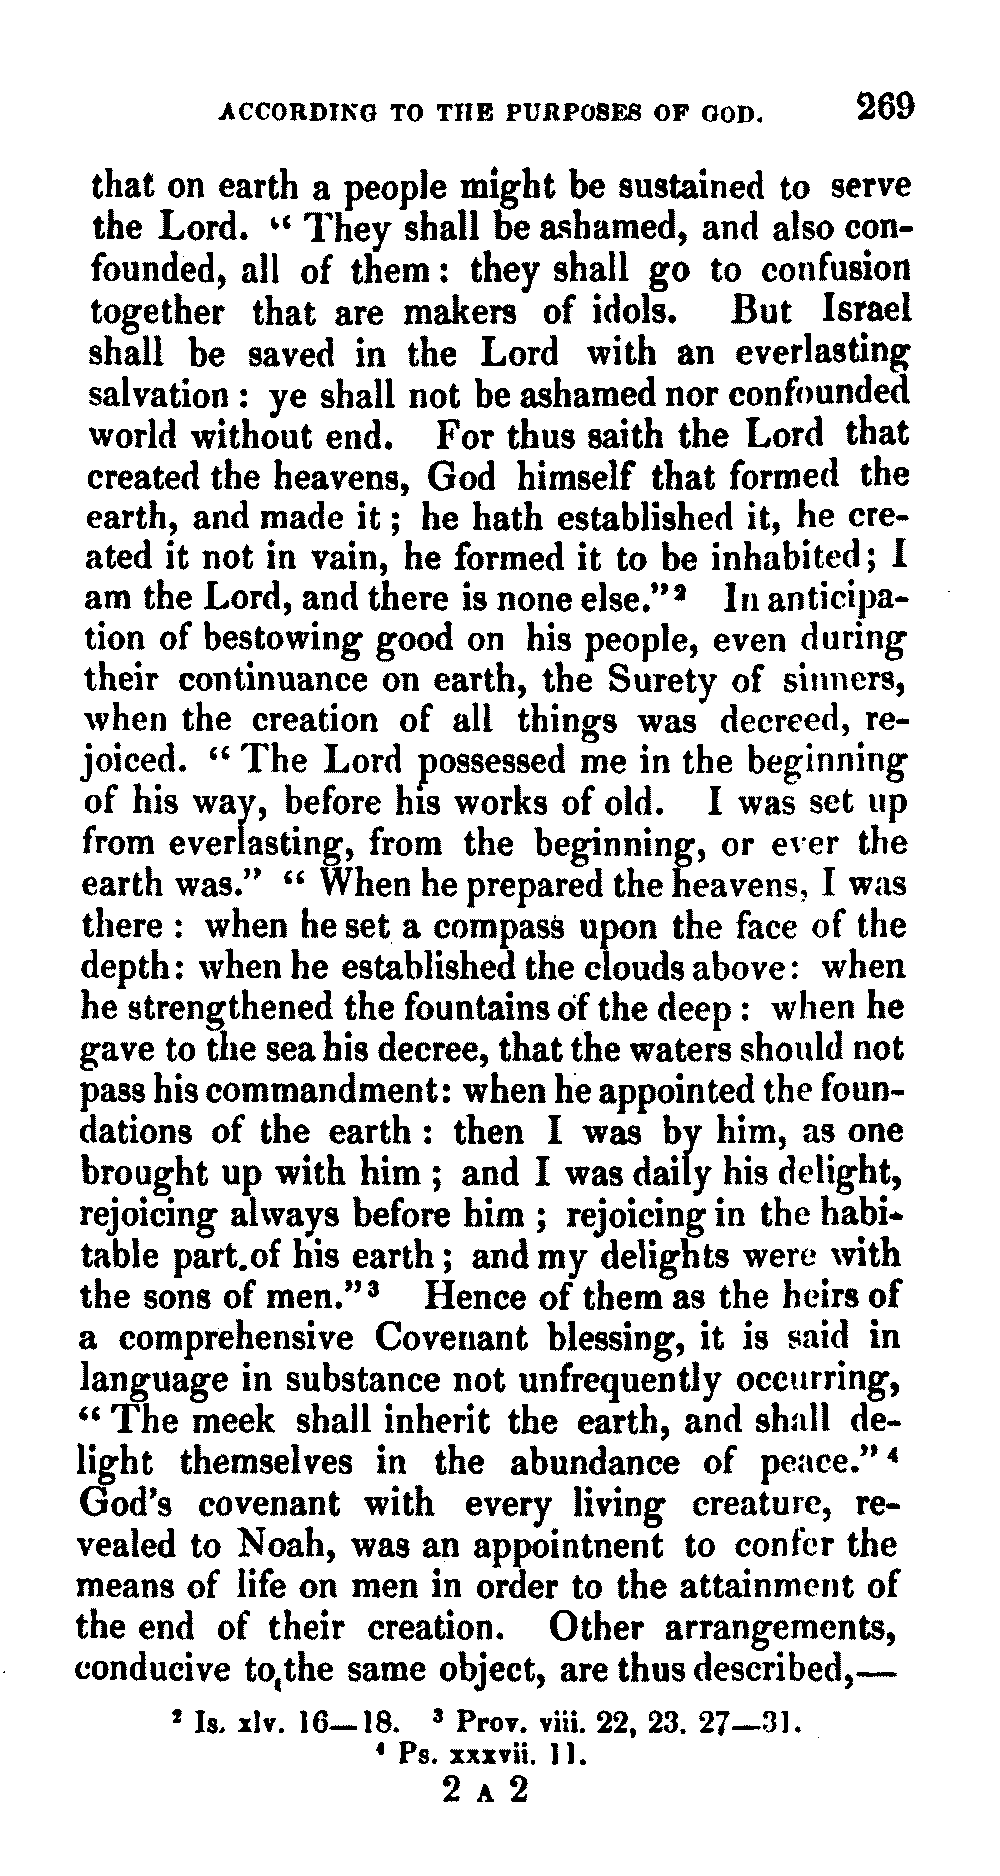 ACCORDING TO THE PURPOSES OF GOD. 269
that on earth a people might be sustained to serve
the Lord. “ They shall be ashamed, and also con-
founded, all of them : they shall go to confusion
together that are makers of idols. But Israel
shall be saved in the Lord with an everlasting
salvation : ye shall not be ashamed nor confounded
world without end. For thus saith the Lord that
created the heavens, God himself that formed the
earth, and made it ; he hath established it, he cre-
ated it not in vain, he formed it to be inhabited ; I
am the Lord, and there is none else.”² In anticipa-
tion of bestowing good on his people, even during
their continuance on earth, the Surety of sinners,
when the creation of all things was decreed, re-
joiced. “ The Lord possessed me in the beginning
of his way, before his works of old. I was set up
from everlasting, from the beginning, or ever the
earth was.” “ When he prepared the heavens, I was
there : when he set a compass upon the face of the
depth : when he established the clouds above : when
he strengthened the fountains of the deep : when he
gave to the sea his decree, that the waters should not
pass his commandment : when he appointed the foun-
dations of the earth : then I was by him, as one
brought up with him ; and I was daily his delight,
rejoicing always before him ; rejoicing in the habi-
table part of his earth ; and my delights were with
the sons of men.”³ Hence of them as the heirs of
a comprehensive Covenant blessing, it is said in
language in substance not unfrequently occurring,
“ The meek shall inherit the earth, and shall de-
light themselves in the abundance of peace.”⁴
God's covenant with every living creature, re-
vealed to Noah, was an appointnent to confer the
means of life on men in order to the attainment of
the end of their creation. Other arrangements,
conducive to the same object, are thus described,—
² Is. xlv. 16—18. ³ Prov. viii. 22, 23. 27—31.
⁴ Ps. xxxvii. 11.
2 A 2